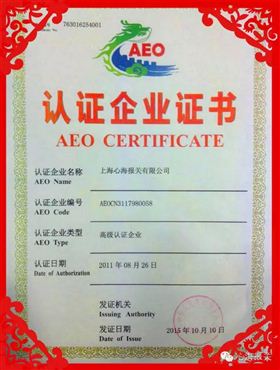 763016254001
AEO
认证企业证书
AEO CERTIFICATE
认证企业名称 上海心海报关有限公司
AEO Name
认证企业编号 AEOCN3117980058
AEO Code
认证企业类型 高级认证企业
AEO Type
认证日期 2011 年 08 月 26 日
Date of Authorization
发证机关
Issuing Authority
发证日期 2015 年 10 月 10 日
Date of Issue